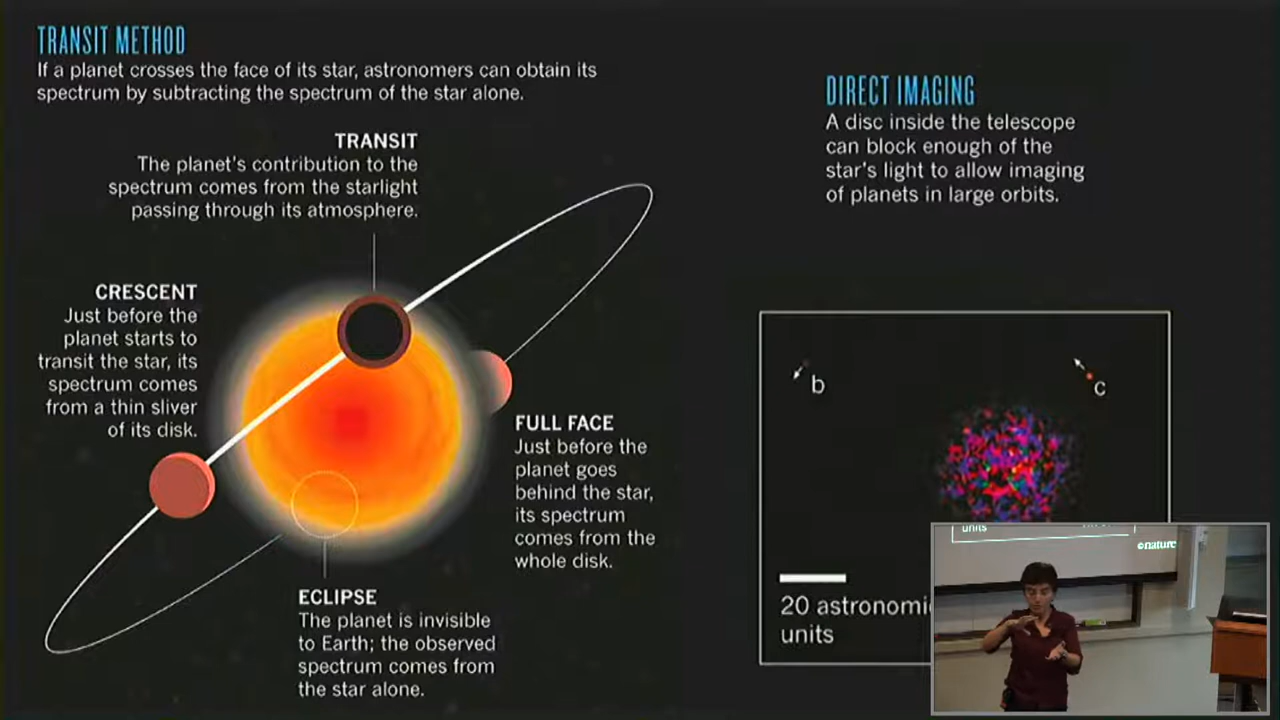 TRANSIT METHOD
If a planet crosses the face of its star, astronomers can obtain its
spectrum by subtracting the spectrum of the star alone.
TRANSIT
The planet's contribution to the
spectrum comes from the starlight
passing through its atmosphere.
CRESCENT
Just before the
planet starts to
transit the star, its
spectrum comes
from a thin sliver
of its disk.
FULL FACE
Just before the
planet goes
behind the star,
its spectrum
comes from the
whole disk.
ECLIPSE
The planet is invisible
to Earth; the observed
spectrum comes from
the star alone.
DIRECT IMAGING
A disc inside the telescope
can block enough of the
star's light to allow imaging
of planets in large orbits.
b
c
20 astronomi
units
units
onature